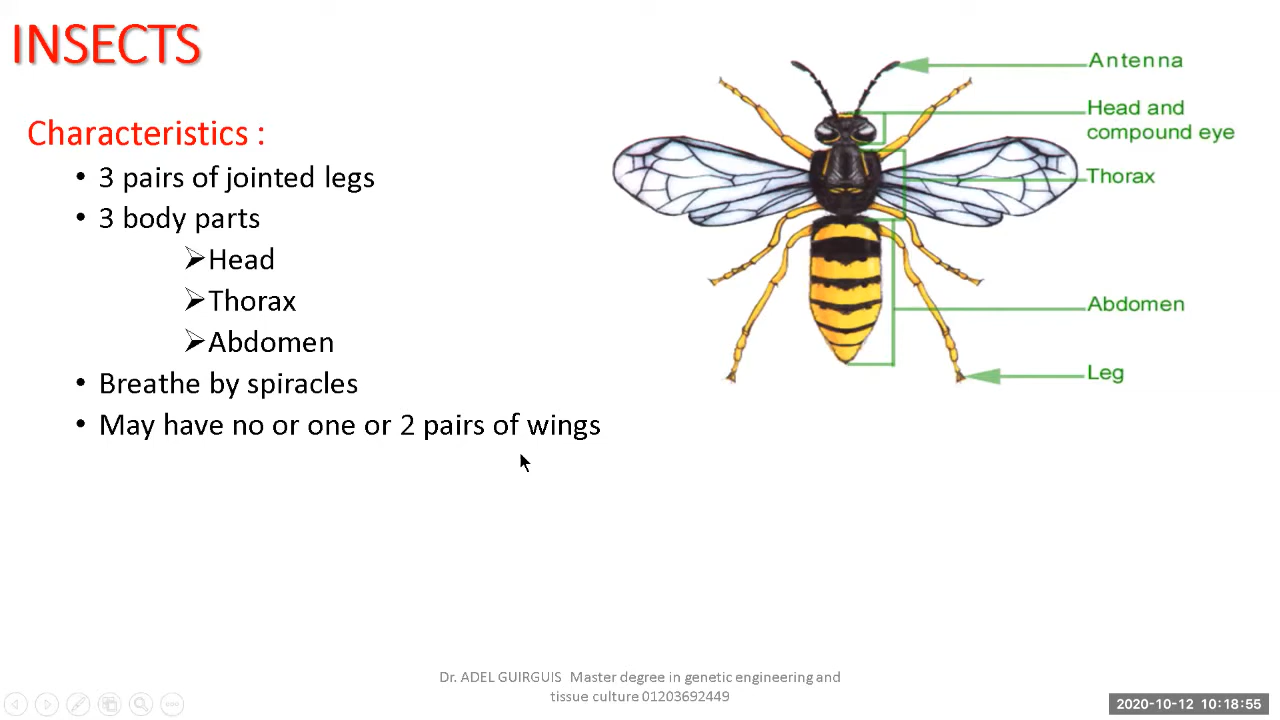 INSECTS
Characteristics :
• 3 pairs of jointed legs
• 3 body parts
➢Head
➢Thorax
➢Abdomen
• Breathe by spiracles
• May have no or one or 2 pairs of wings
Antenna
Head and
compound eye
Thorax
Abdomen
Leg
Dr. ADEL GUIRGUIS Master degree in genetic engineering and
tissue culture 01203692449
2020-10-12 10:18:55